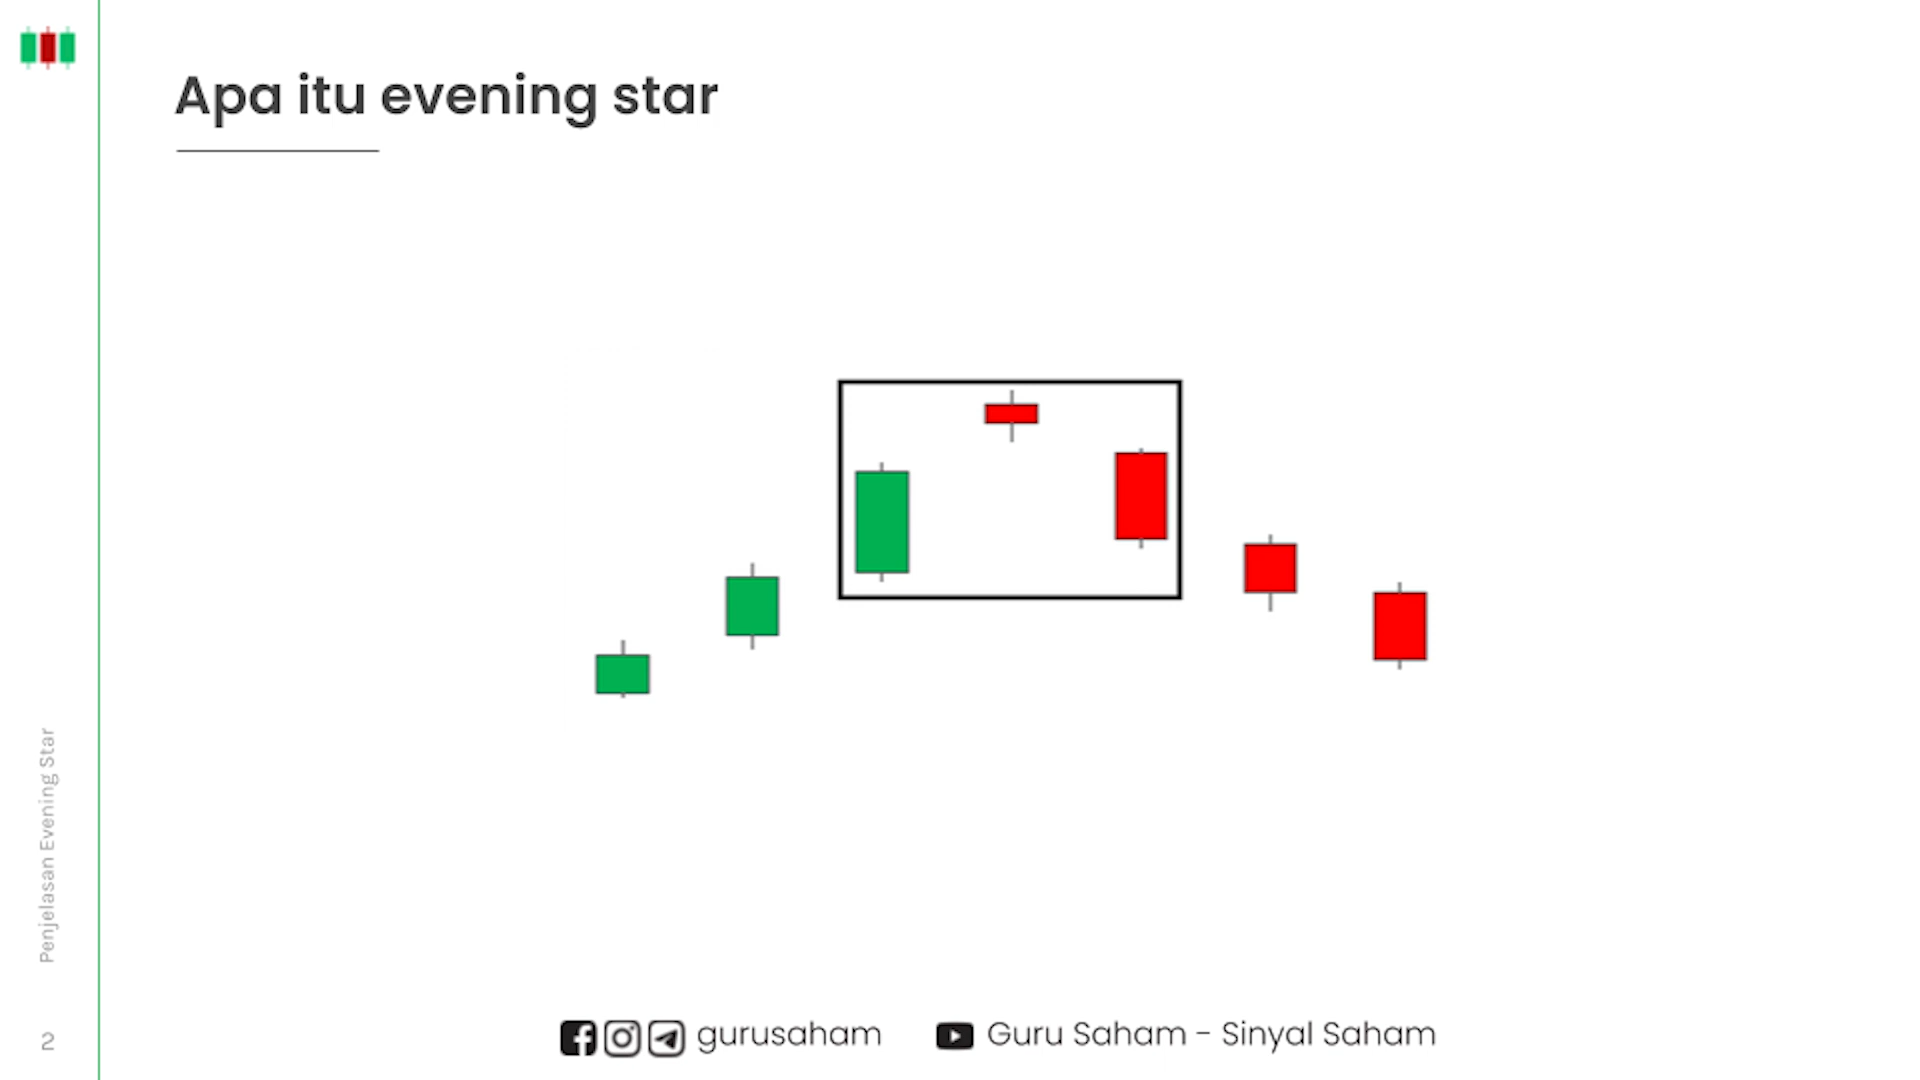 Apa itu evening star
Penjelasan Evening Star
2
gurusaham
Guru Saham - Sinyal Saham